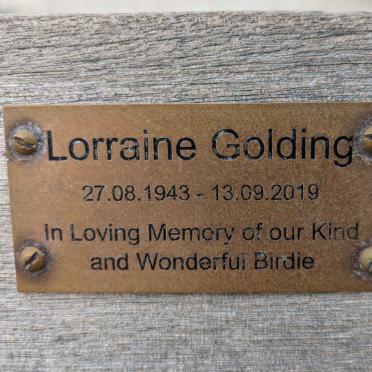 Lorraine Golding
27.08.1943 - 13.09.2019
In Loving Memory of our Kind
and Wonderful Birdie